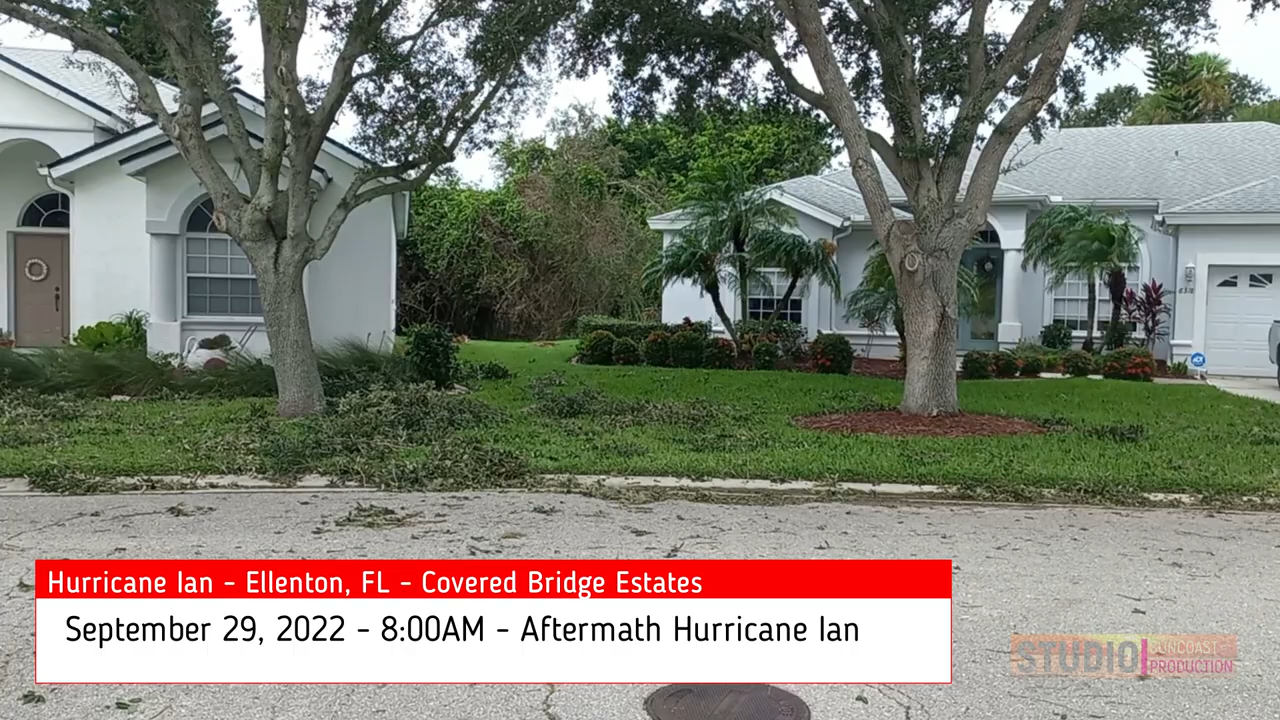 Hurricane Ian - Ellenton, FL - Covered Bridge Estates
September 29, 2022 - 8:00AM - Aftermath Hurricane Ian
STUDIO
SUNCOAST
PRODUCTION